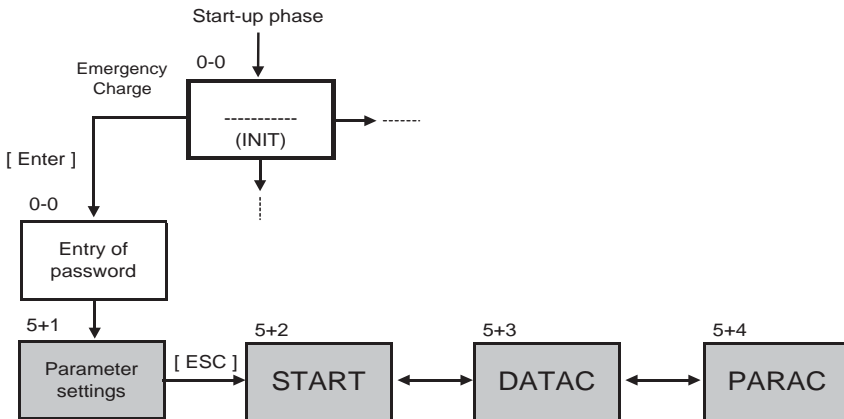 Start-up phase
0-0
Emergency
Charge
-----------
(INIT)
------
[ Enter ]
0-0
Entry of
password
5+1
Parameter
settings
[ ESC ]
5+2
START
5+3
DATAC
5+4
PARAC